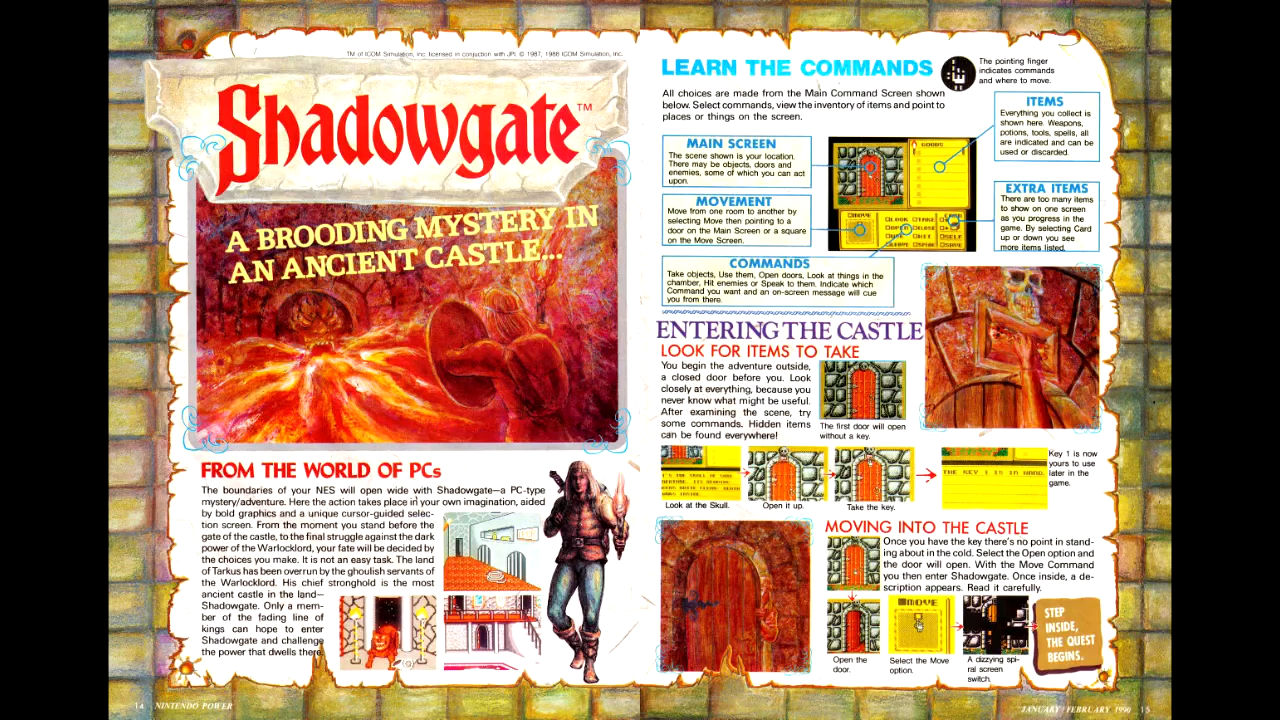 TM of ICOM Simulation, Inc. licensed in conjuction with JPI. © 1987, 1988 ICOM Simulation, Inc.
Shadowgate™
A BROODING MYSTERY IN
AN ANCIENT CASTLE...
FROM THE WORLD OF PCs
The boundaries of your NES will open wide with Shadowgate—a PC-type
mystery/adventure. Here the action takes place in your own imagination, aided
by bold graphics and a unique cursor-guided selec-
tion screen. From the moment you stand before the
gate of the castle, to the final struggle against the dark
power of the Warlocklord, your fate will be decided by
the choices you make. It is not an easy task. The land
of Tarkus has been overrun by the ghoulish servants of
the Warlocklord. His chief stronghold is the most
ancient castle in the land—
Shadowgate. Only a mem-
ber of the fading line of
kings can hope to enter
Shadowgate and challenge
the power that dwells there.
14 NINTENDO POWER
LEARN THE COMMANDS
The pointing finger
indicates commands
and where to move.
All choices are made from the Main Command Screen shown
below. Select commands, view the inventory of items and point to
places or things on the screen.
MAIN SCREEN
The scene shown is your location.
There may be objects, doors and
enemies, some of which you can act
upon.
MOVEMENT
Move from one room to another by
selecting Move then pointing to a
door on the Main Screen or a square
on the Move Screen.
COMMANDS
Take objects, Use them, Open doors, Look at things in the
chamber, Hit enemies or Speak to them. Indicate which
Command you want and an on-screen message will cue
you from there.
GOODS
MOVE
LOOK TAKE
OPEN CLOSE
USE HIT SELF
LEAVE SPEAK SAVE
ITEMS
Everything you collect is
shown here. Weapons,
potions, tools, spells, all
are indicated and can be
used or discarded.
EXTRA ITEMS
There are too many items
to show on one screen
as you progress in the
game. By selecting Card
up or down you see
more items listed.
ENTERING THE CASTLE
LOOK FOR ITEMS TO TAKE
You begin the adventure outside,
a closed door before you. Look
closely at everything, because you
never know what might be useful.
After examining the scene, try
some commands. Hidden items
can be found everywhere!
The first door will open
without a key.
Look at the Skull.
Open it up.
Take the key.
THE KEY 1 IS IN HAND.
Key 1 is now
yours to use
later in the
game.
MOVING INTO THE CASTLE
Once you have the key there's no point in stand-
ing about in the cold. Select the Open option and
the door will open. With the Move Command
you then enter Shadowgate. Once inside, a de-
scription appears. Read it carefully.
MOVE
Open the
door.
Select the Move
option.
A dizzying spi-
ral screen
switch.
STEP
INSIDE,
THE QUEST
BEGINS.
JANUARY/FEBRUARY 1990 15